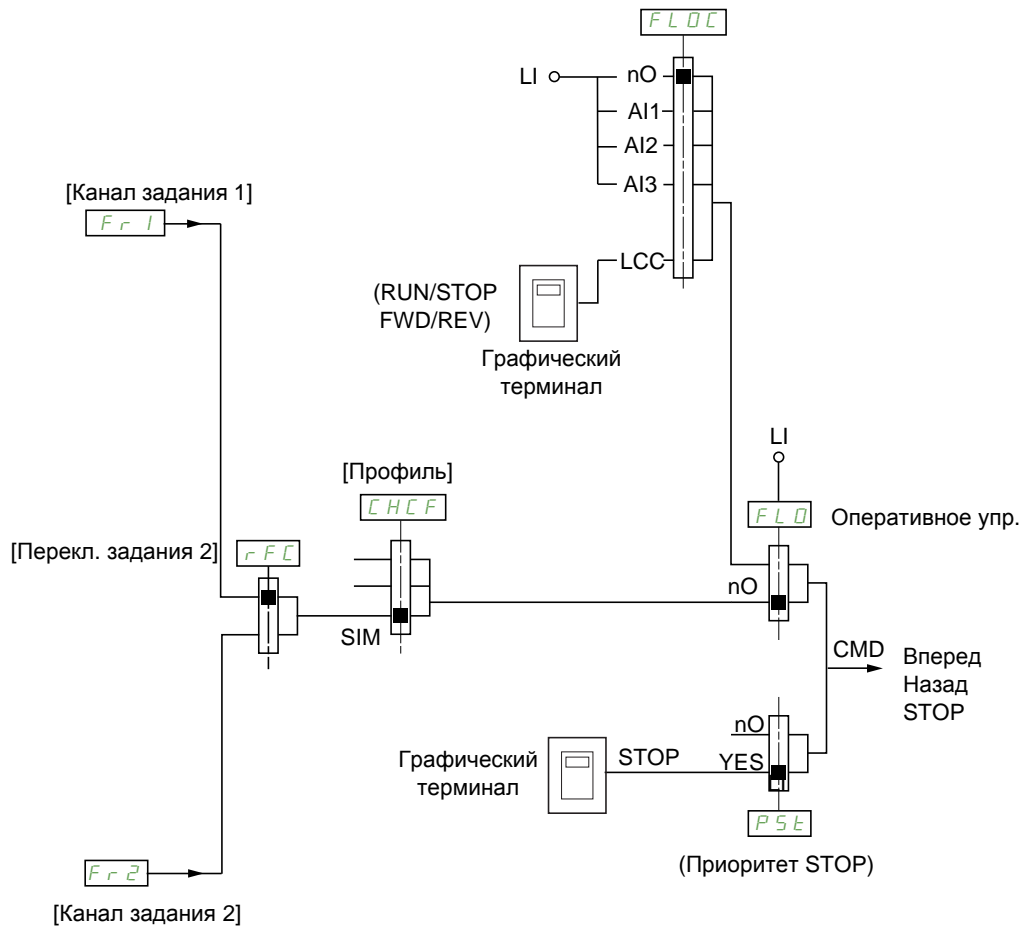 FLOC
LI
nO
AI1
AI2
AI3
[Канал задания 1]
Fr1
LCC
(RUN/STOP
FWD/REV)
Графический
терминал
LI
[Профиль]
CHCF
FLO
Оперативное упр.
[Перекл. задания 2]
rFC
nO
SIM
CMD
Вперед
Назад
STOP
nO
Графический
терминал
STOP
YES
PSt
(Приоритет STOP)
Fr2
[Канал задания 2]